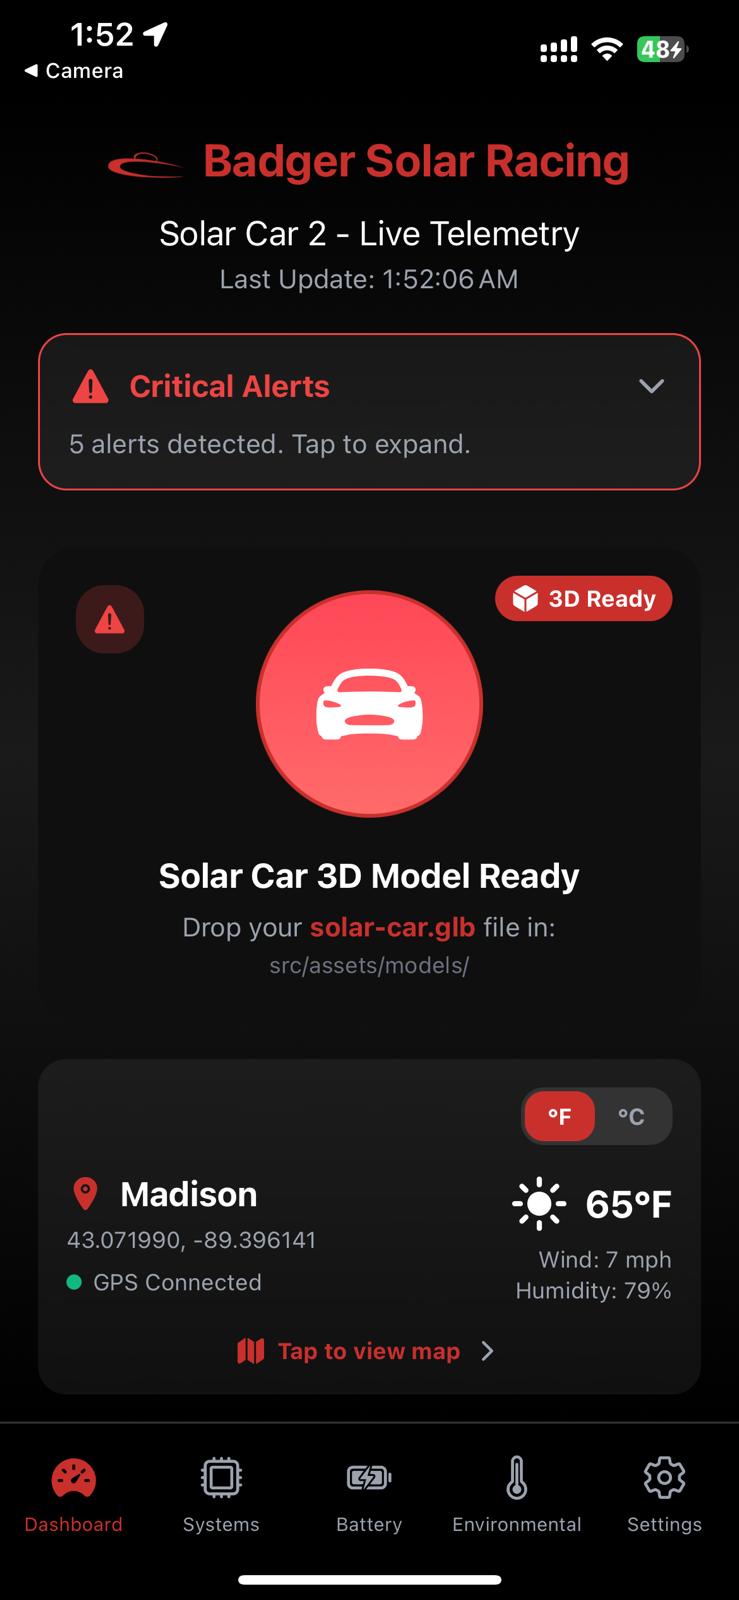 1:52
48
◀ Camera
Badger Solar Racing
Solar Car 2 - Live Telemetry
Last Update: 1:52:06 AM
Critical Alerts
5 alerts detected. Tap to expand.
3D Ready
Solar Car 3D Model Ready
Drop your solar-car.glb file in:
src/assets/models/
°F °C
Madison
65°F
43.071990, -89.396141
Wind: 7 mph
GPS Connected
Humidity: 79%
Tap to view map
Dashboard Systems Battery Environmental Settings